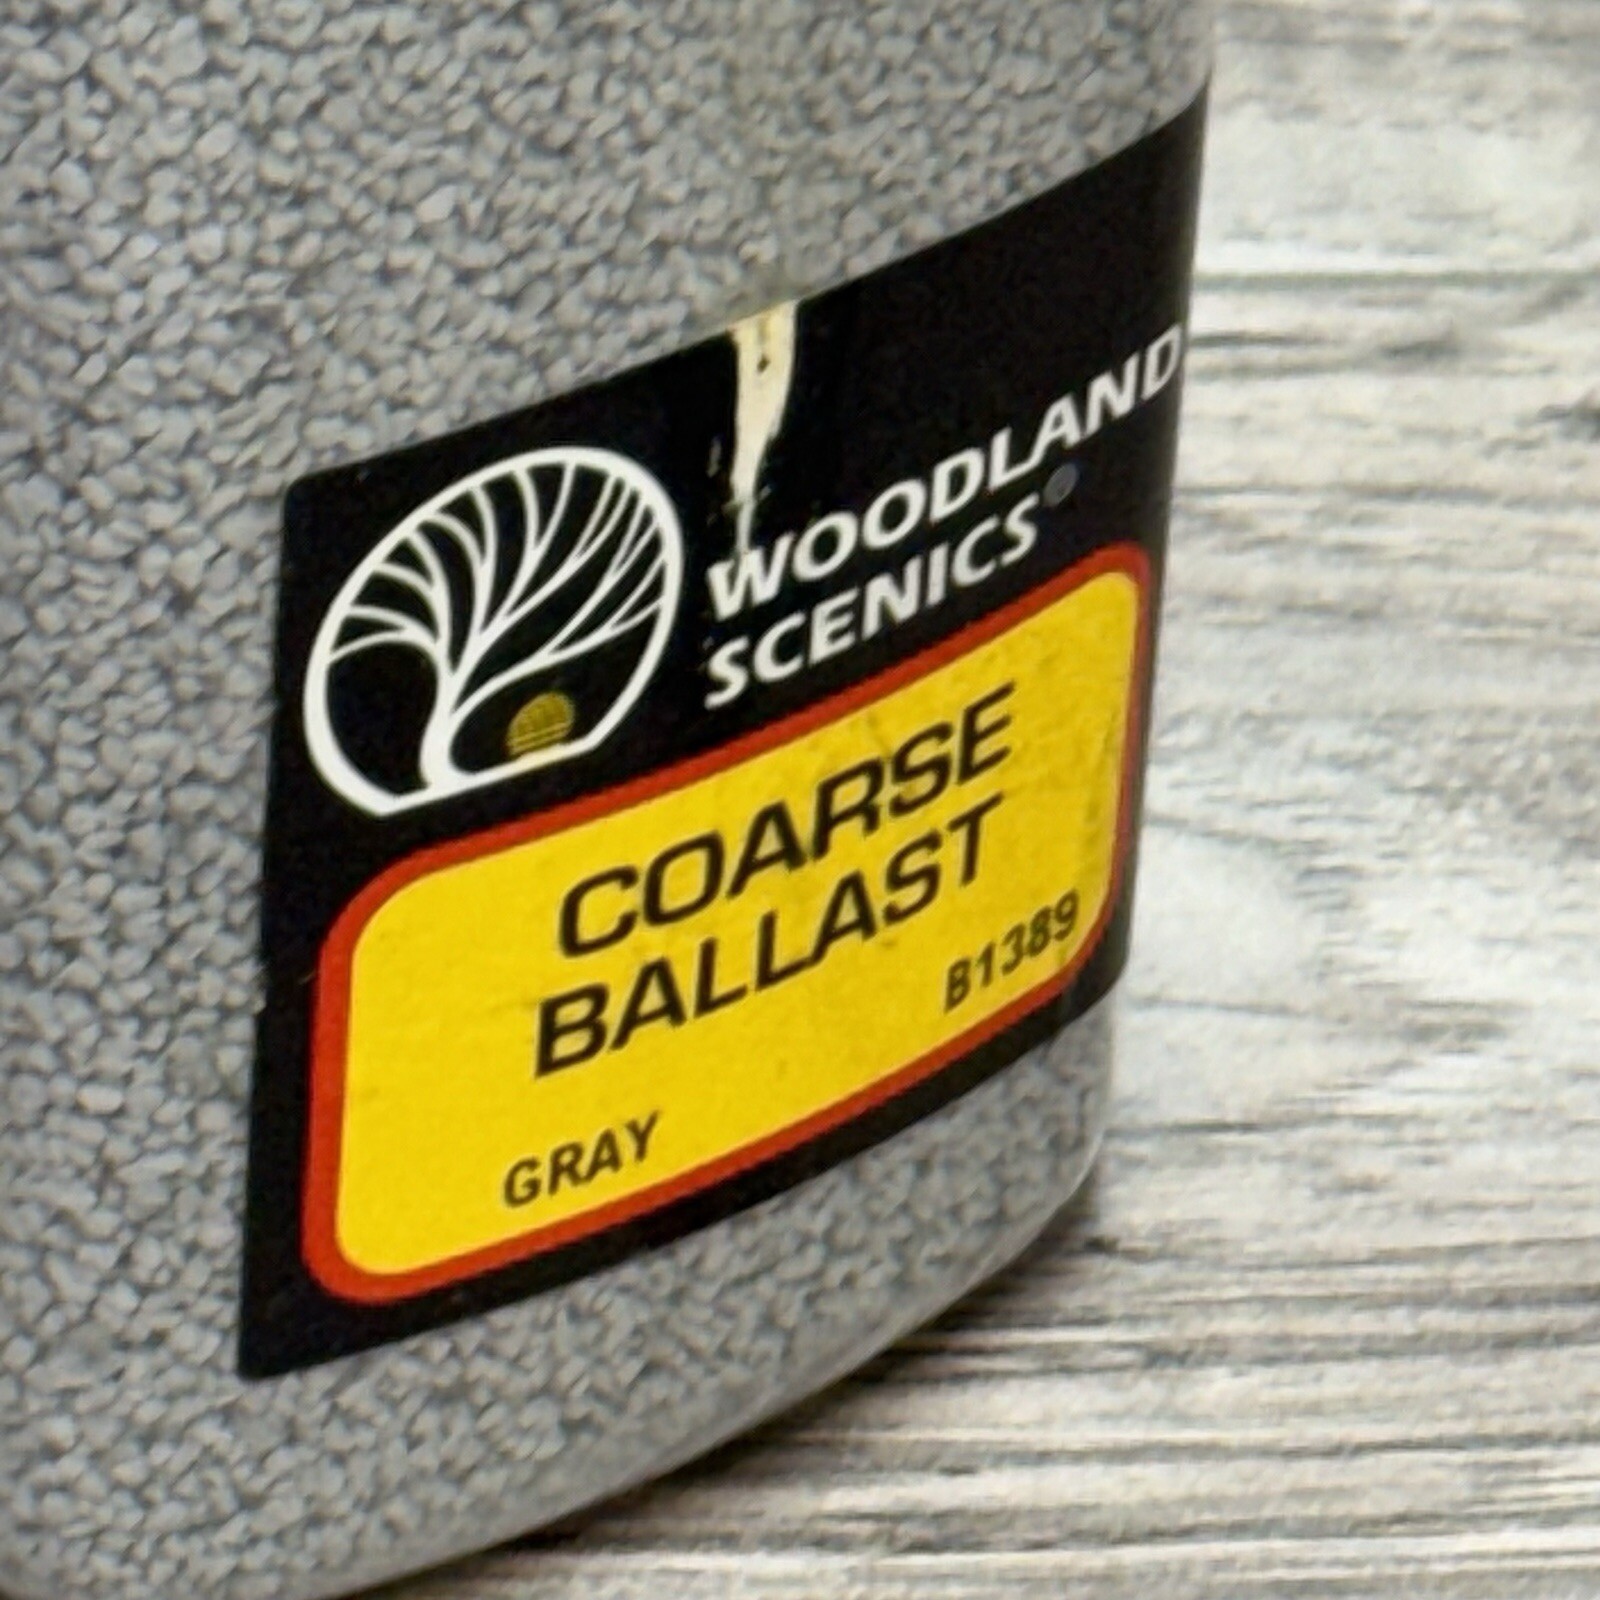 WOODLAND
SCENICS
COARSE
BALLAST
B1389
GRAY